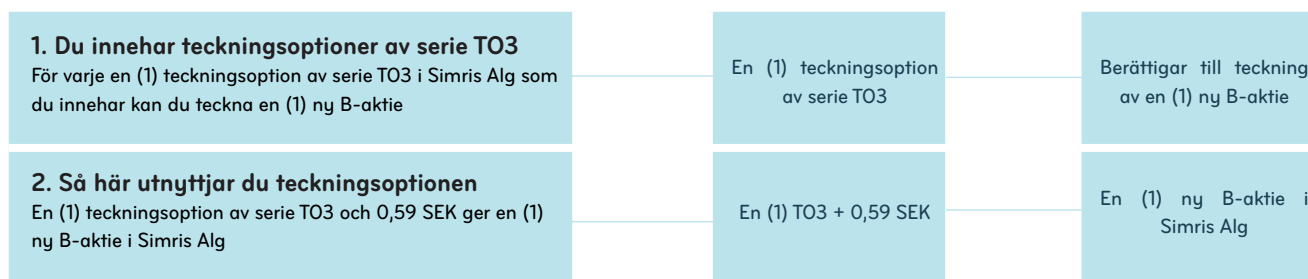 1. Du innehar teckningsoptioner av serie TO3
För varje en (1) teckningsoption av serie TO3 i Simris Alg som
du innehar kan du teckna en (1) ny B-aktie
En (1) teckningsoption
av serie TO3
Berättigar till teckning
av en (1) ny B-aktie
2. Så här utnyttjar du teckningsoptionen
En (1) teckningsoption av serie TO3 och 0,59 SEK ger en (1)
ny B-aktie i Simris Alg
En (1) TO3 + 0,59 SEK
En (1) ny B-aktie i
Simris Alg